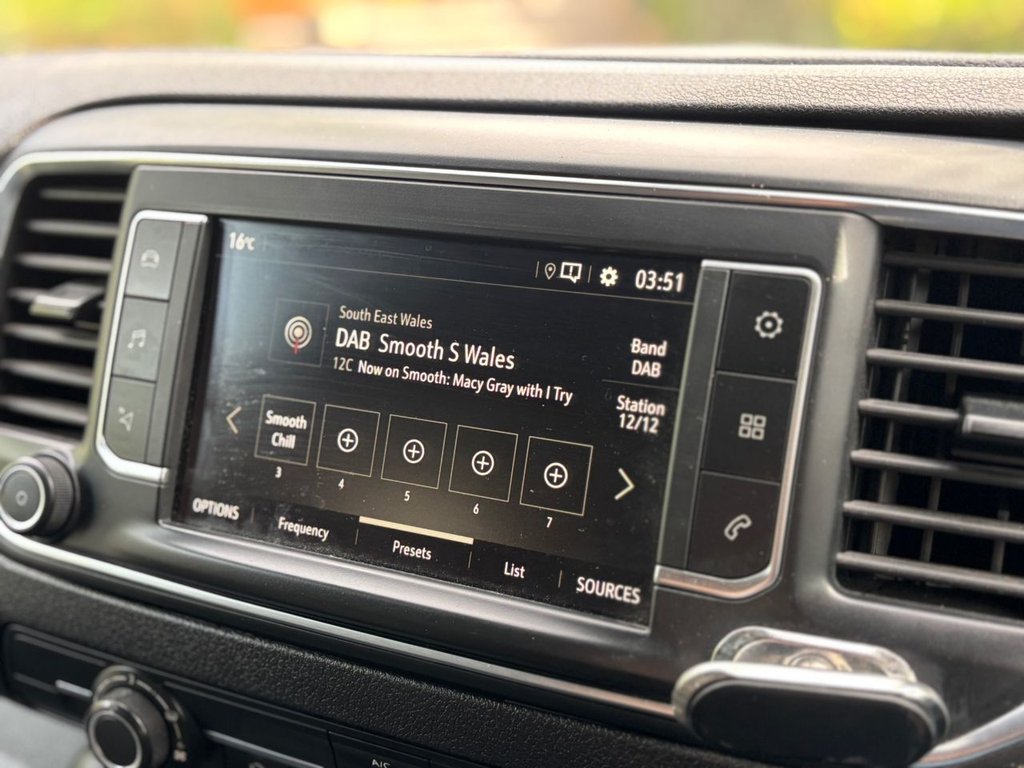 16°C
03:51
South East Wales
DAB Smooth S Wales
12C Now on Smooth: Macy Gray with I Try
Band
DAB
Station
12/12
Smooth
Chill
3
4
5
6
7
OPTIONS
Frequency
Presets
List
SOURCES
A/C